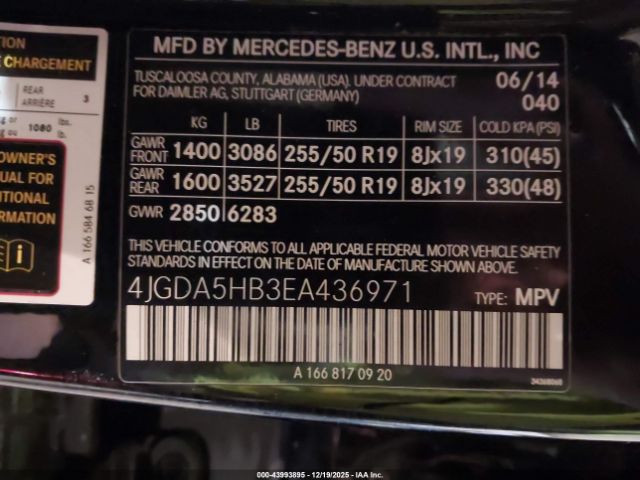 TION
E CHARGEMENT
REAR
ARRIÈRE 3
or lbs.
ou 1080 lb.
OWNER'S
UAL FOR
ITIONAL
MATION
A 166 584 68 15
MFD BY MERCEDES-BENZ U.S. INTL., INC
TUSCALOOSA COUNTY, ALABAMA (USA). UNDER CONTRACT
FOR DAIMLER AG, STUTTGART (GERMANY)
06/14
040
KG LB TIRES RIM SIZE COLD KPA (PSI)
GAWR FRONT 1400 3086 255/50 R19 8Jx19 310(45)
GAWR REAR 1600 3527 255/50 R19 8Jx19 330(48)
GVWR 2850 6283
THIS VEHICLE CONFORMS TO ALL APPLICABLE FEDERAL MOTOR VEHICLE SAFETY
STANDARDS IN EFFECT ON THE DATE OF MANUFACTURE SHOWN ABOVE.
4JGDA5HB3EA436971 TYPE: MPV
A 166 817 09 20
000-43993895 - 12/19/2025 - IAA Inc.